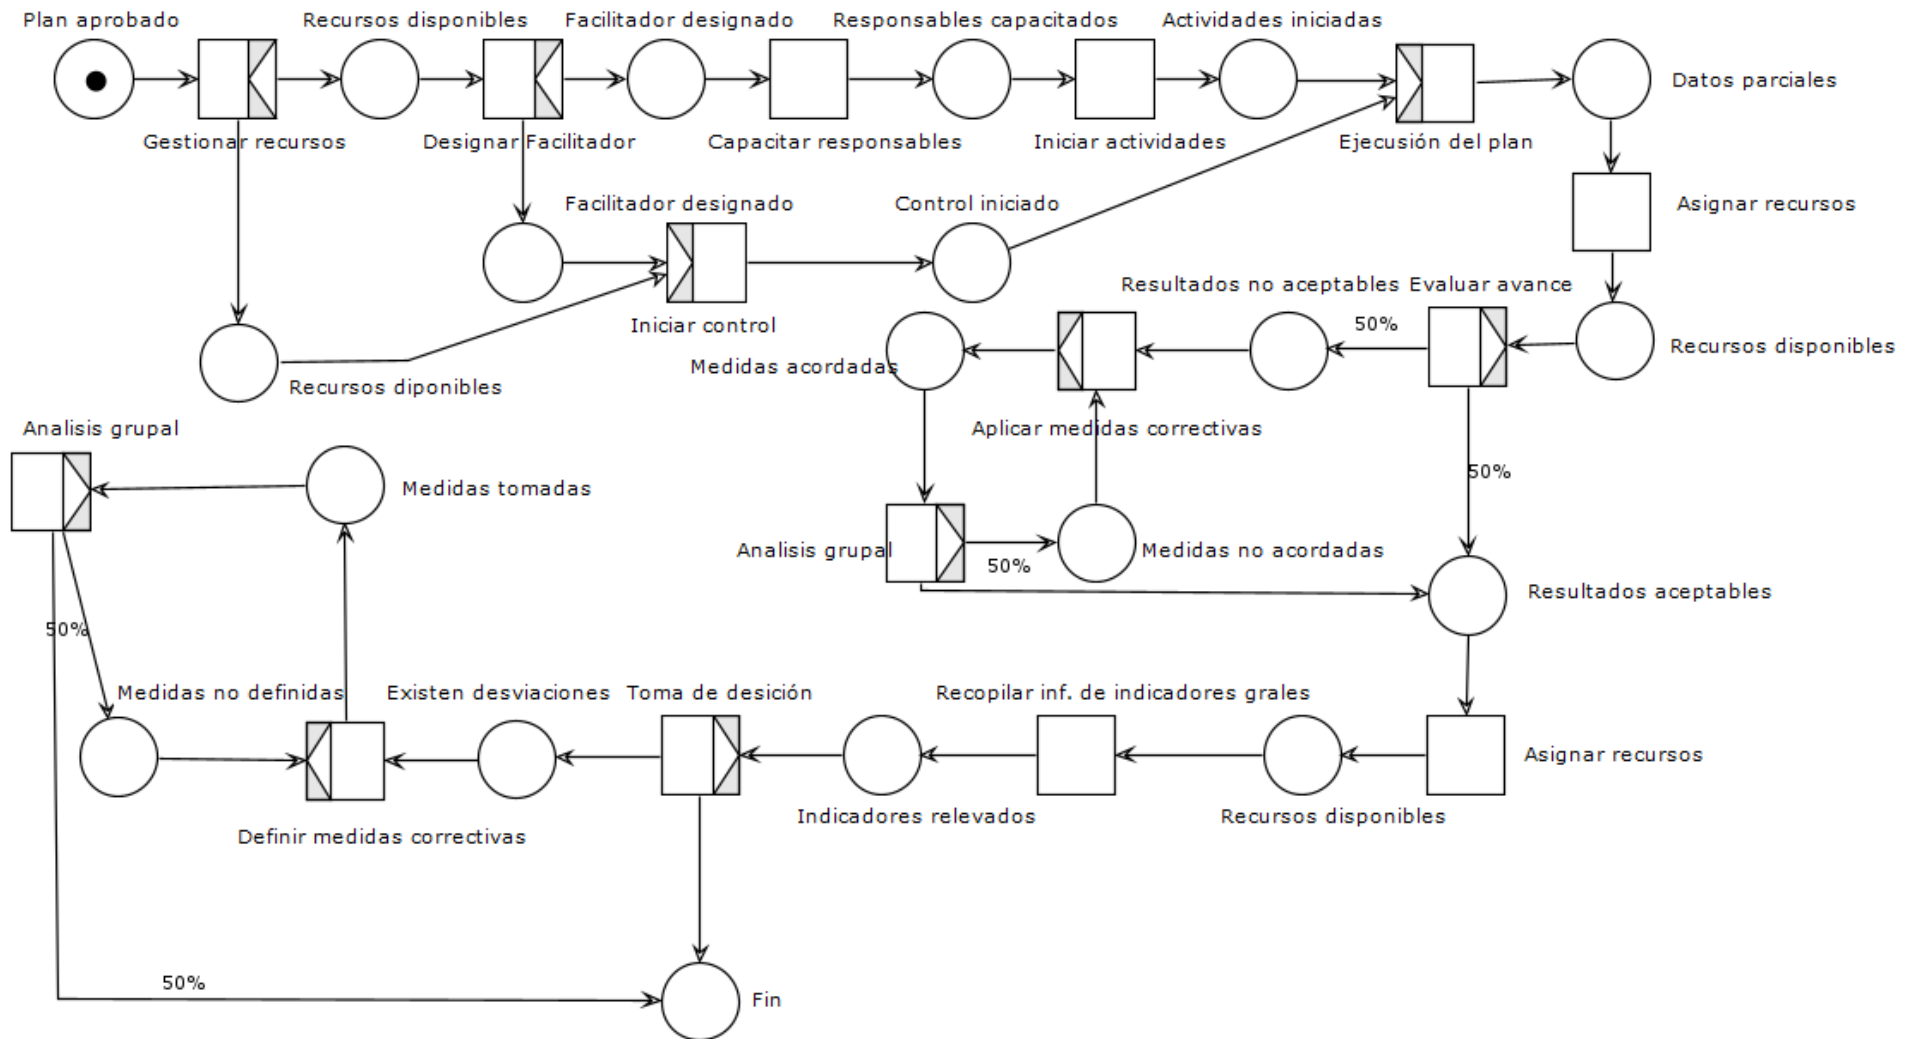 Plan aprobado
Recursos disponibles
Facilitador designado
Responsables capacitados
Actividades iniciadas
Datos parciales
Gestionar recursos
Designar Facilitador
Capacitar responsables
Iniciar actividades
Ejecución del plan
Facilitador designado
Control iniciado
Asignar recursos
Resultados no aceptables
Evaluar avance
Iniciar control
50%
Recursos disponibles
Medidas acordadas
Recursos diponibles
Analisis grupal
Aplicar medidas correctivas
50%
Medidas tomadas
Analisis grupal
50%
Medidas no acordadas
Resultados aceptables
50%
Medidas no definidas
Existen desviaciones
Toma de desición
Recopilar inf. de indicadores grales
Asignar recursos
Definir medidas correctivas
Indicadores relevados
Recursos disponibles
50%
Fin